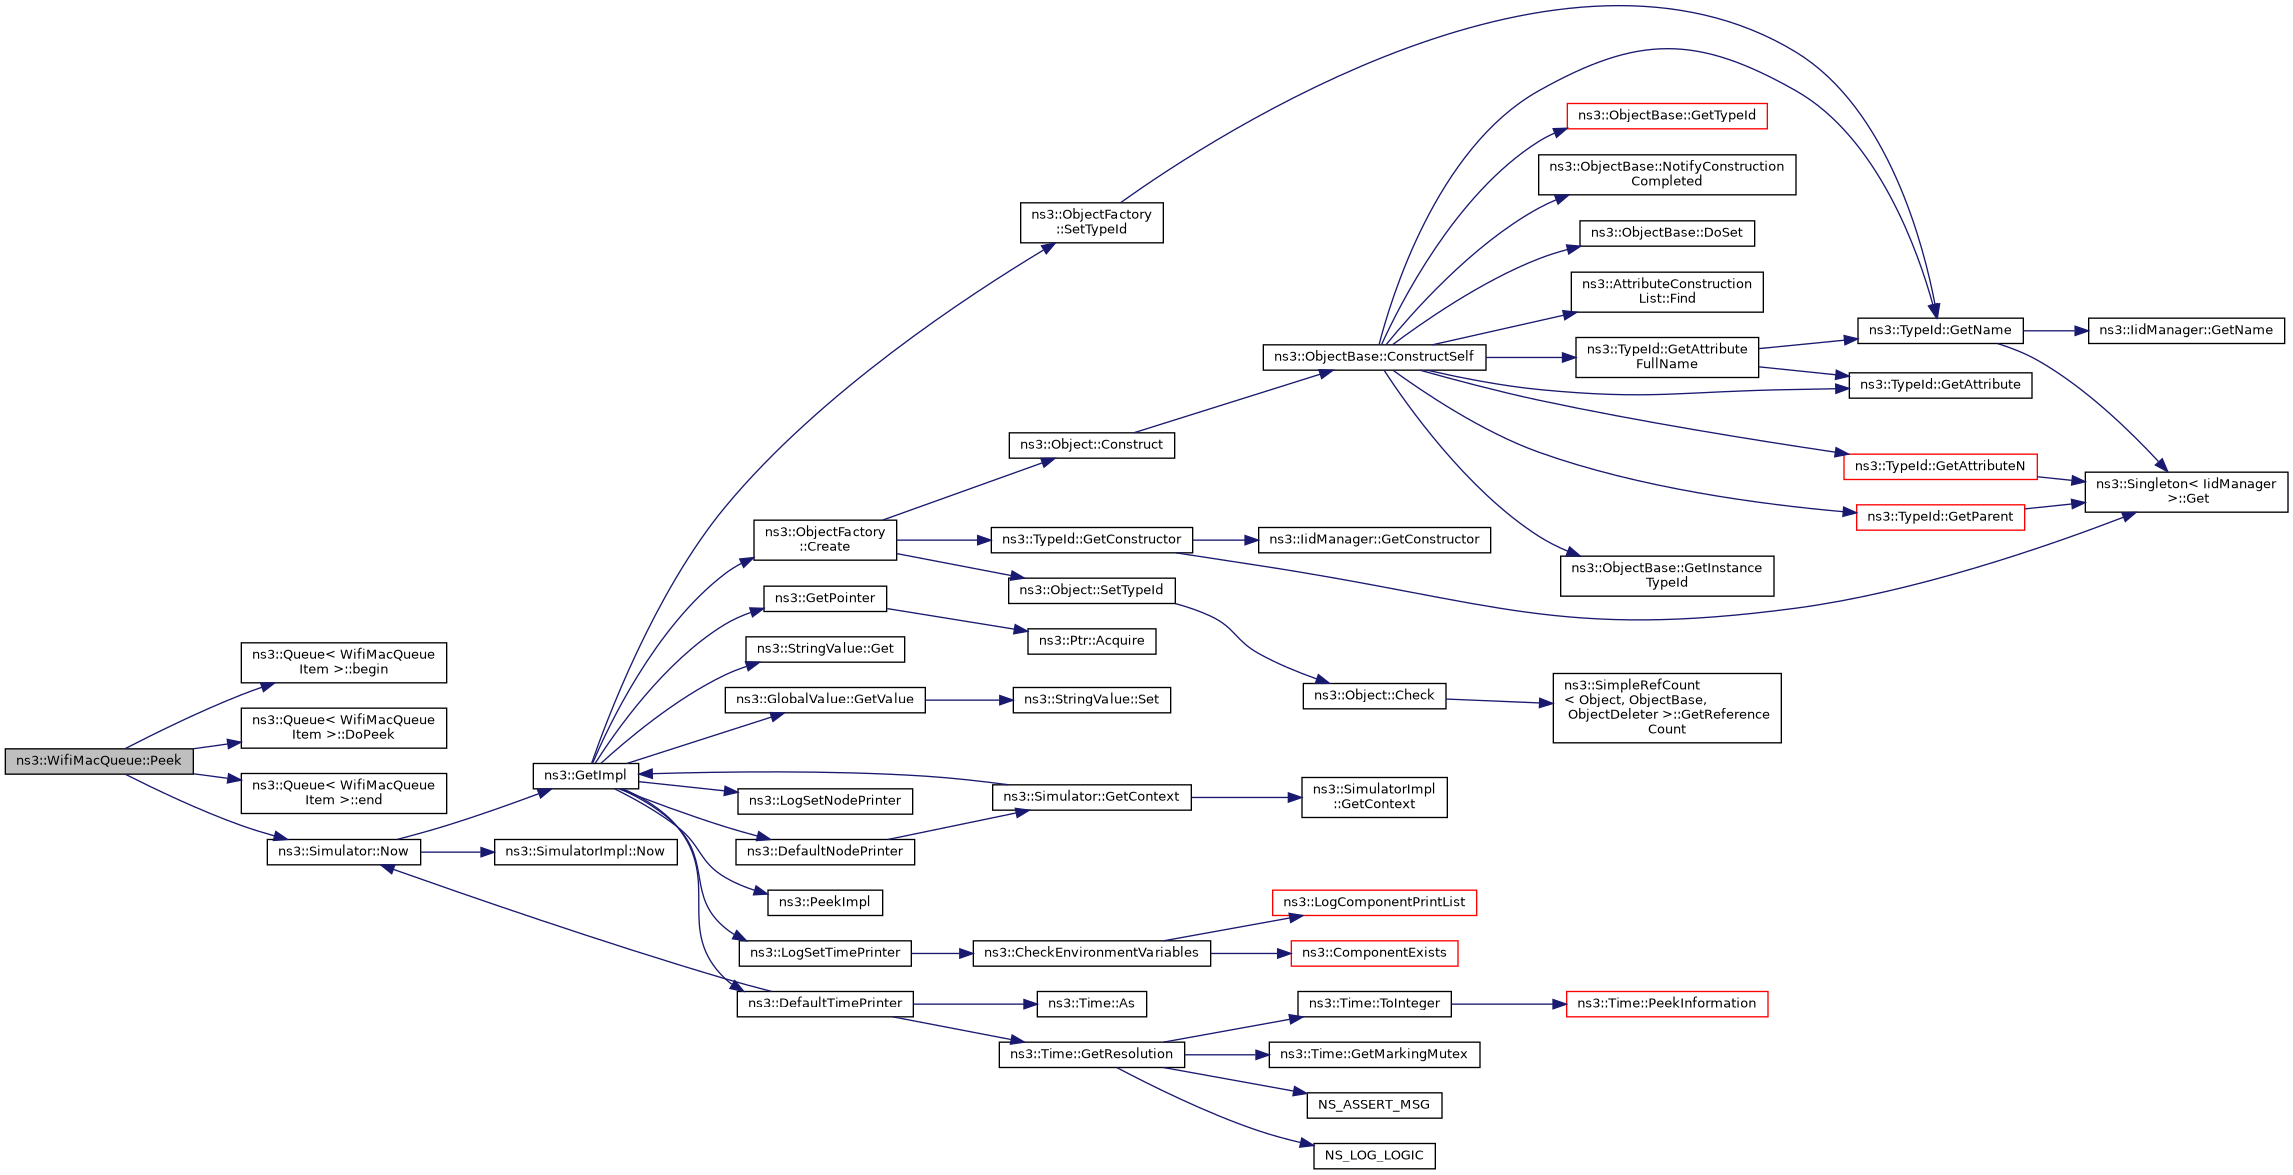 ns3::WifiMacQueue::Peek
ns3::Queue< WifiMacQueue
Item >::begin
ns3::Queue< WifiMacQueue
Item >::DoPeek
ns3::Queue< WifiMacQueue
Item >::end
ns3::Simulator::Now
ns3::GetImpl
ns3::SimulatorImpl::Now
ns3::ObjectFactory
::SetTypeId
ns3::ObjectFactory
::Create
ns3::GetPointer
ns3::StringValue::Get
ns3::GlobalValue::GetValue
ns3::LogSetNodePrinter
ns3::DefaultNodePrinter
ns3::PeekImpl
ns3::LogSetTimePrinter
ns3::DefaultTimePrinter
ns3::Object::Construct
ns3::TypeId::GetConstructor
ns3::Object::SetTypeId
ns3::Ptr::Acquire
ns3::StringValue::Set
ns3::Simulator::GetContext
ns3::CheckEnvironmentVariables
ns3::Time::As
ns3::Time::GetResolution
ns3::ObjectBase::ConstructSelf
ns3::IidManager::GetConstructor
ns3::Object::Check
ns3::SimulatorImpl
::GetContext
ns3::LogComponentPrintList
ns3::ComponentExists
ns3::Time::ToInteger
ns3::Time::GetMarkingMutex
NS_ASSERT_MSG
NS_LOG_LOGIC
ns3::ObjectBase::GetTypeId
ns3::ObjectBase::NotifyConstruction
Completed
ns3::ObjectBase::DoSet
ns3::AttributeConstruction
List::Find
ns3::TypeId::GetAttribute
FullName
ns3::ObjectBase::GetInstance
TypeId
ns3::SimpleRefCount
< Object, ObjectBase,
ObjectDeleter >::GetReference
Count
ns3::Time::PeekInformation
ns3::TypeId::GetName
ns3::TypeId::GetAttribute
ns3::TypeId::GetAttributeN
ns3::TypeId::GetParent
ns3::IidManager::GetName
ns3::Singleton< IidManager
>::Get